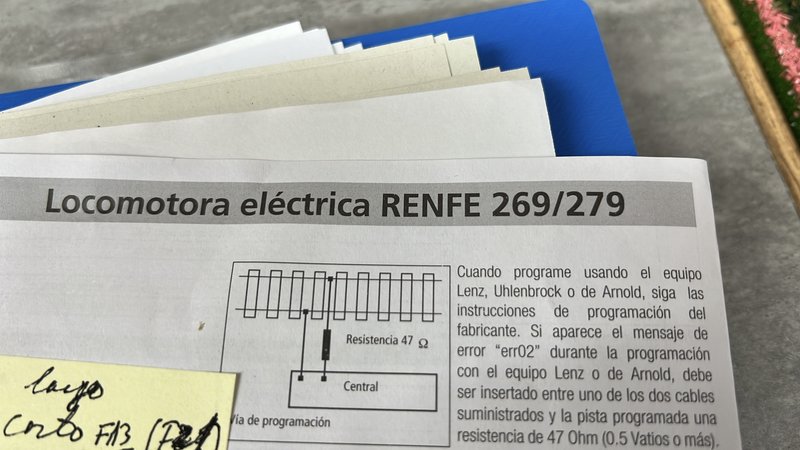 Locomotora eléctrica RENFE 269/279
Resistencia 47 Ω
Central
Vía de programación
Cuando programe usando el equipo
Lenz, Uhlenbrock o de Arnold, siga las
instrucciones de programación del
fabricante. Si aparece el mensaje de
error "err02" durante la programación
con el equipo Lenz o de Arnold, debe
ser insertado entre uno de los dos cables
suministrados y la pista programada una
resistencia de 47 Ohm (0.5 Vatios o más).
largo
corto FA3